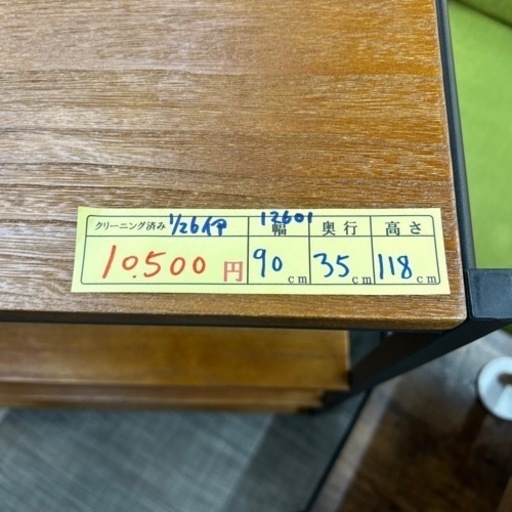 クリーニング済み 1/26 伊 12601 幅 奥行 高さ
10.500 円 90 cm 35 cm 118 cm